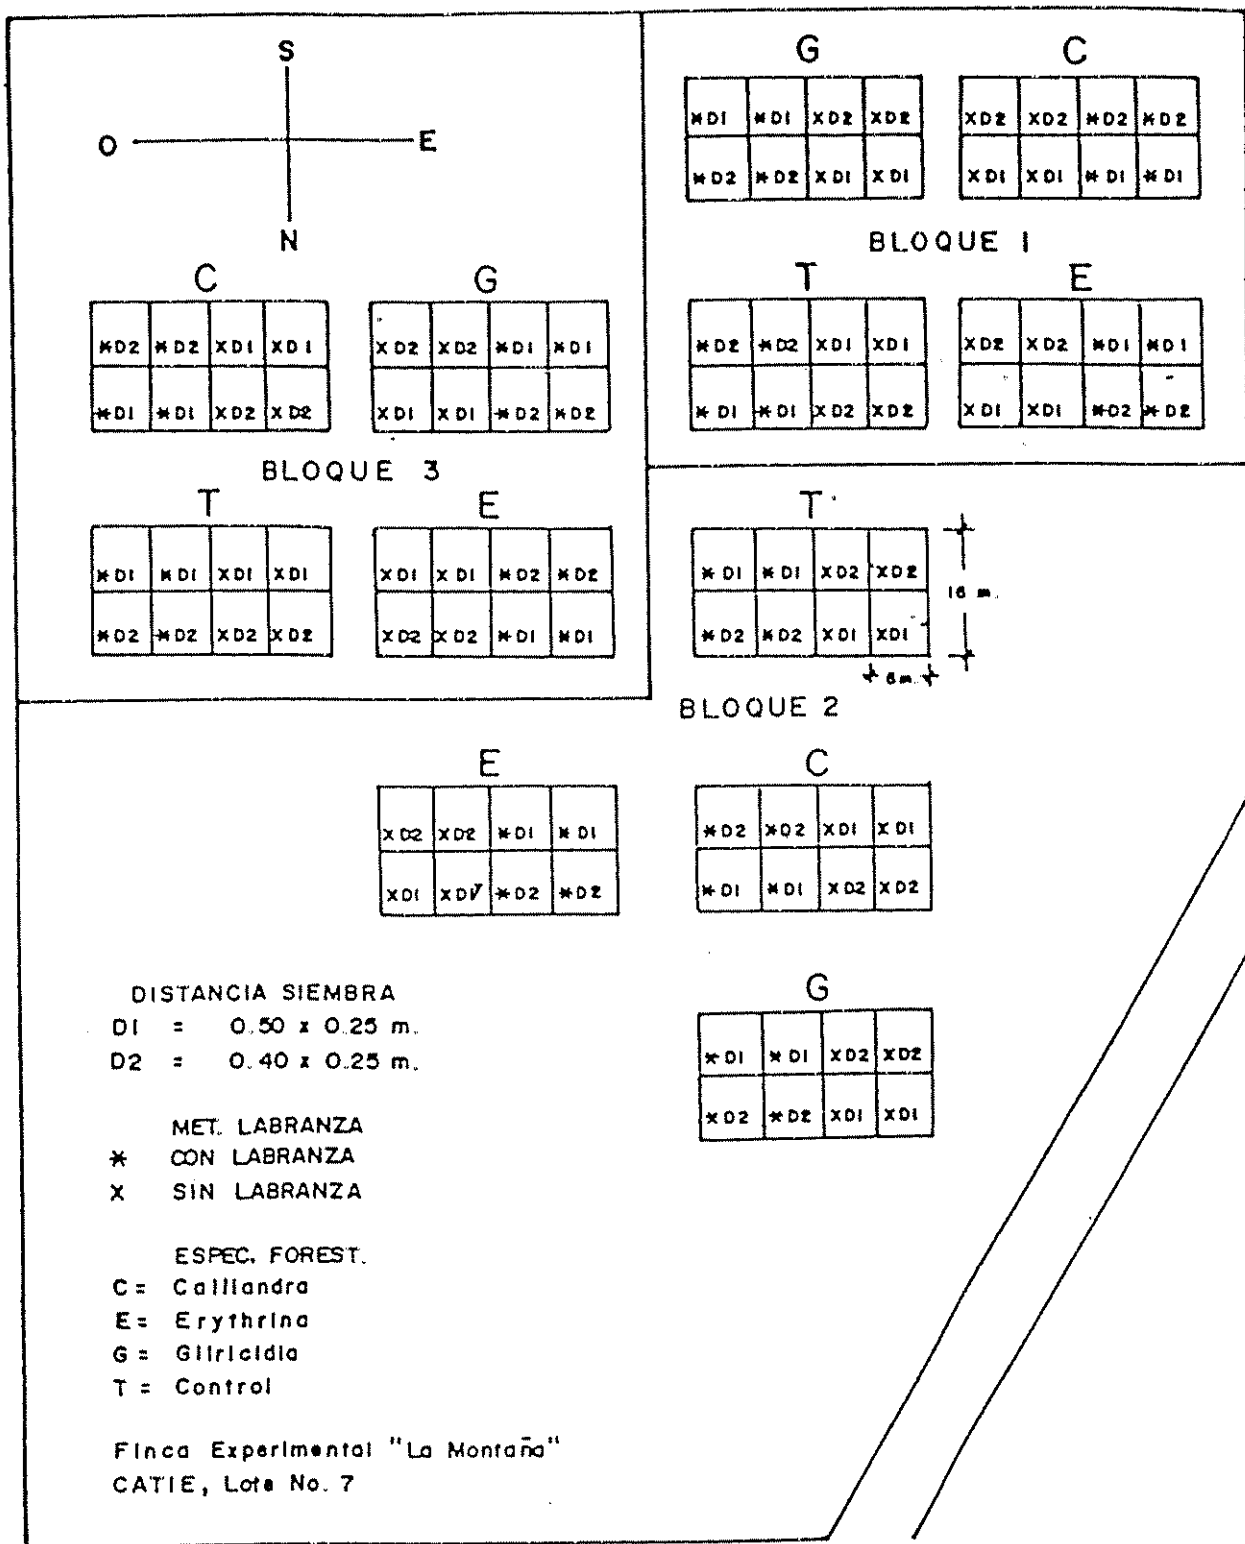 S
O E
N
G C
*D1 *D1 XD2 XD2 XD2 XD2 *D2 *D2
*D2 *D2 XD1 XD1 XD1 XD1 *D1 *D1
BLOQUE 1
T E
*D2 *D2 XD1 XD1 XD2 XD2 *D1 *D1
*D1 *D1 XD2 XD2 XD1 XD1 *D2 *D2
C G
*D2 *D2 XD1 XD1 XD2 XD2 *D1 *D1
*D1 *D1 XD2 XD2 XD1 XD1 *D2 *D2
BLOQUE 3
T E
*D1 *D1 XD1 XD1 XD1 XD1 *D2 *D2
*D2 *D2 XD2 XD2 XD2 XD2 *D1 *D1
T
*D1 *D1 XD2 XD2
*D2 *D2 XD1 XD1
16 m.
6m.
BLOQUE 2
E C
XD2 XD2 *D1 *D1 *D2 *D2 XD1 XD1
XD1 XD1 *D2 *D2 *D1 *D1 XD2 XD2
G
*D1 *D1 XD2 XD2
*D2 *D2 XD1 XD1
DISTANCIA SIEMBRA
D1 = 0.50 x 0.25 m.
D2 = 0.40 x 0.25 m.
MET. LABRANZA
* CON LABRANZA
X SIN LABRANZA
ESPEC. FOREST.
C = Calliandra
E = Erythrina
G = Gliricidia
T = Control
Finca Experimental "La Montaña"
CATIE, Lote No. 7